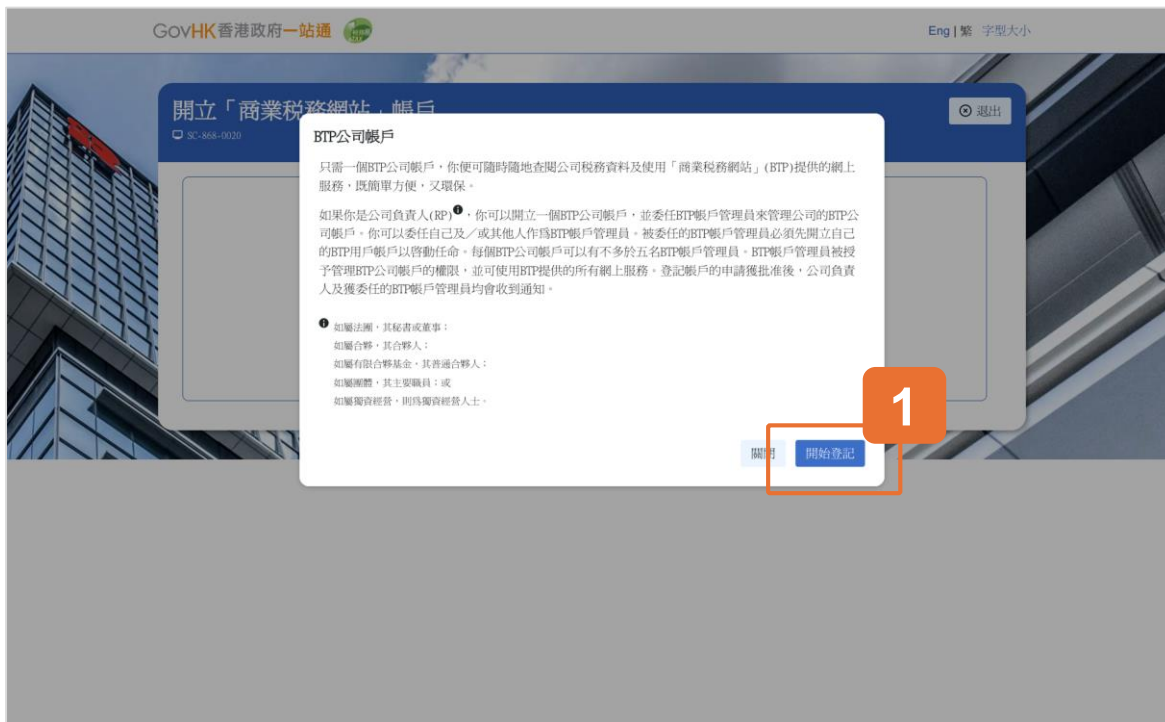 GovHK香港政府一站通
Eng | 繁 字型大小
開立「商業稅務網站」帳戶
SC-868-0020
退出
BTP公司帳戶
只需一個BTP公司帳戶，你便可隨時隨地查閱公司稅務資料及使用「商業稅務網站」(BTP)提供的網上
服務，既簡單方便，又環保。
如果你是公司負責人(RP)，你可以開立一個BTP公司帳戶，並委任BTP帳戶管理員來管理公司的BTP公
司帳戶。你可以委任自己及／或其他人作為BTP帳戶管理員。被委任的BTP帳戶管理員必須先開立自己
的BTP用戶帳戶以啓動任命。每個BTP公司帳戶可以有不多於五名BTP帳戶管理員。BTP帳戶管理員被授
予管理BTP公司帳戶的權限，並可使用BTP提供的所有網上服務。登記帳戶的申請獲批准後，公司負責
人及獲委任的BTP帳戶管理員均會收到通知。
如屬法團，其秘書或董事；
如屬合夥，其合夥人；
如屬有限合夥基金，其普通合夥人；
如屬團體，其主要職員；或
如屬獨資經營，則為獨資經營人士。
1
關閉
開始登記